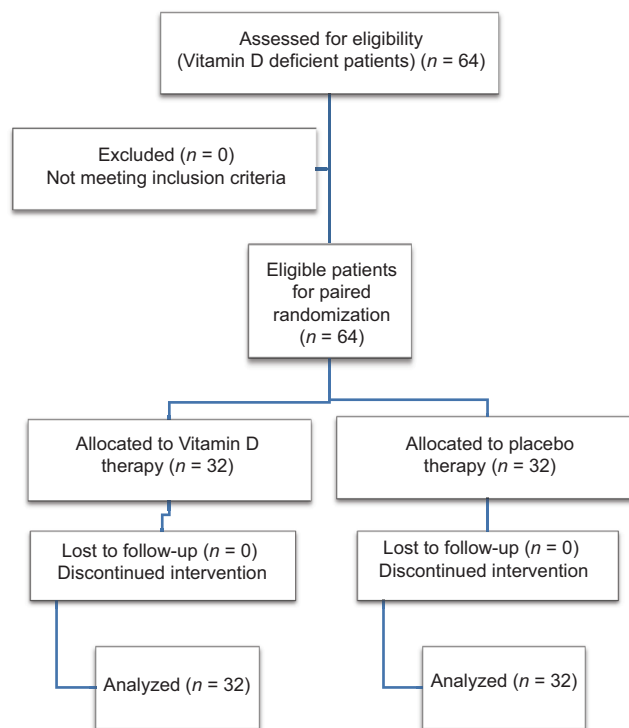 Assessed for eligibility
(Vitamin D deficient patients) (n = 64)
Excluded (n = 0)
Not meeting inclusion criteria
Eligible patients
for paired
randomization
(n = 64)
Allocated to Vitamin D
therapy (n = 32)
Allocated to placebo
therapy (n = 32)
Lost to follow-up (n = 0)
Discontinued intervention
Lost to follow-up (n = 0)
Discontinued intervention
Analyzed (n = 32)
Analyzed (n = 32)